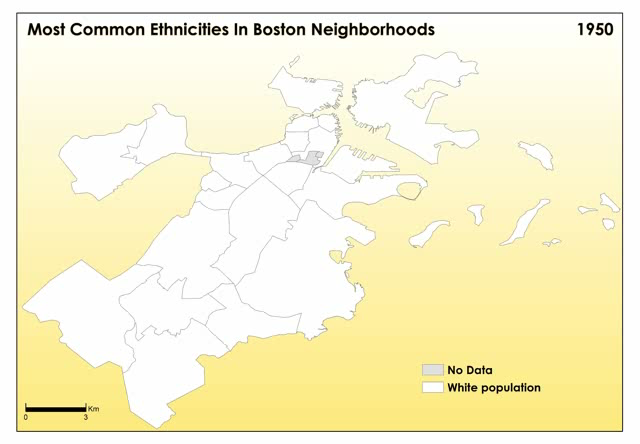 Most Common Ethnicities In Boston Neighborhoods 1950
No Data
White population
Km
0 3